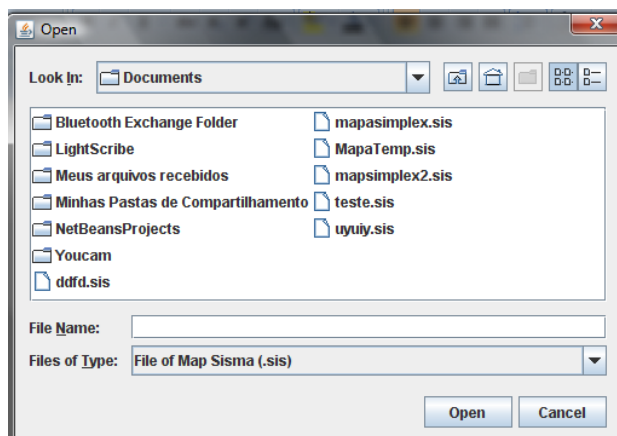 Open
Look In: Documents
Bluetooth Exchange Folder
LightScribe
Meus arquivos recebidos
Minhas Pastas de Compartilhamento
NetBeansProjects
Youcam
ddfd.sis
mapasimplex.sis
MapaTemp.sis
mapsimplex2.sis
teste.sis
uyuiy.sis
File Name:
Files of Type: File of Map Sisma (.sis)
Open Cancel